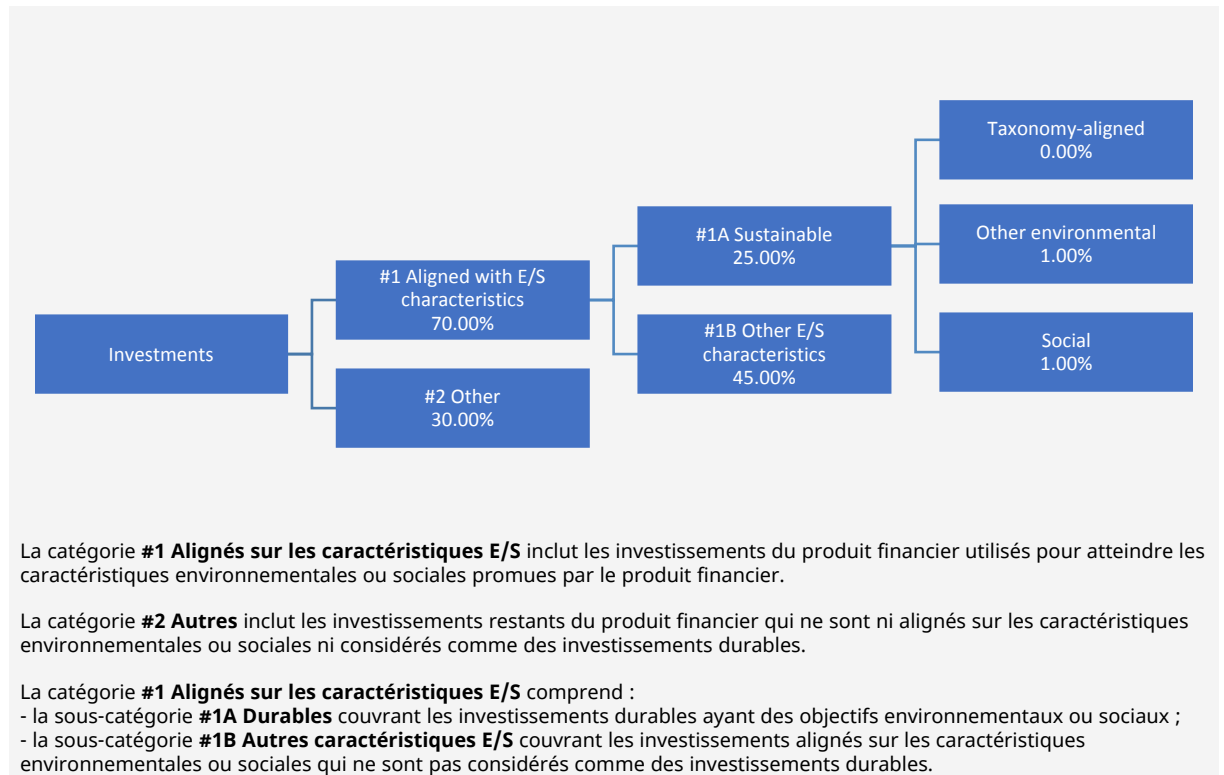 Taxonomy-aligned
0.00%
#1A Sustainable
25.00%
Other environmental
1.00%
#1 Aligned with E/S
characteristics
70.00%
Investments
#1B Other E/S
characteristics
45.00%
Social
1.00%
#2 Other
30.00%
La catégorie #1 Alignés sur les caractéristiques E/S inclut les investissements du produit financier utilisés pour atteindre les
caractéristiques environnementales ou sociales promues par le produit financier.
La catégorie #2 Autres inclut les investissements restants du produit financier qui ne sont ni alignés sur les caractéristiques
environnementales ou sociales ni considérés comme des investissements durables.
La catégorie #1 Alignés sur les caractéristiques E/S comprend :
- la sous-catégorie #1A Durables couvrant les investissements durables ayant des objectifs environnementaux ou sociaux ;
- la sous-catégorie #1B Autres caractéristiques E/S couvrant les investissements alignés sur les caractéristiques
environnementales ou sociales qui ne sont pas considérés comme des investissements durables.